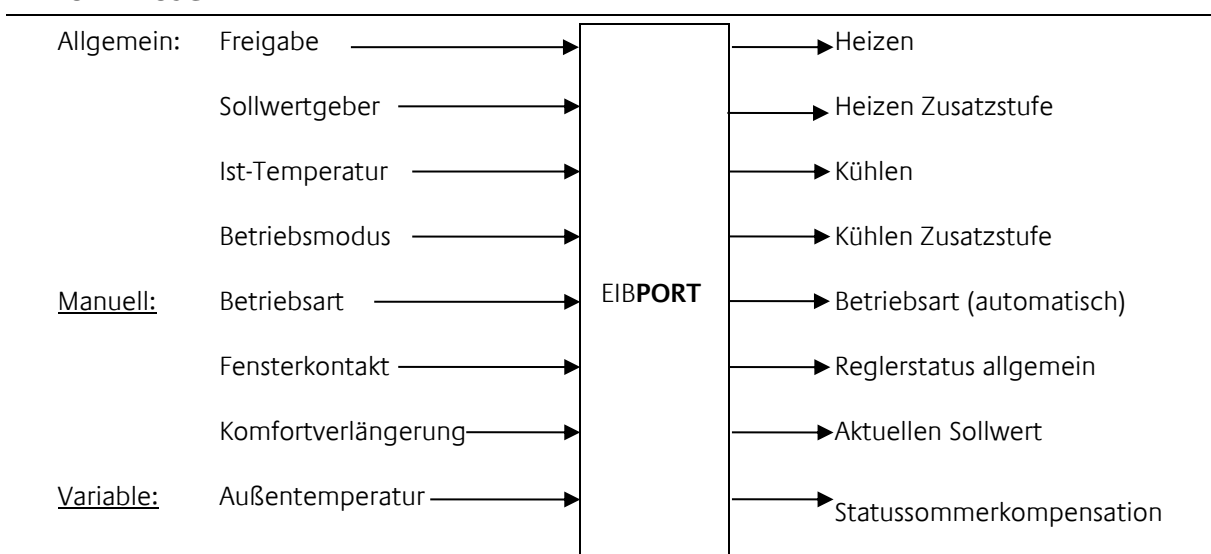 Allgemein: Freigabe Heizen
Sollwertgeber Heizen Zusatzstufe
Ist-Temperatur Kühlen
Betriebsmodus Kühlen Zusatzstufe
Manuell: Betriebsart EIBPORT Betriebsart (automatisch)
Fensterkontakt Reglerstatus allgemein
Komfortverlängerung Aktuellen Sollwert
Variable: Außentemperatur Statussommerkompensation